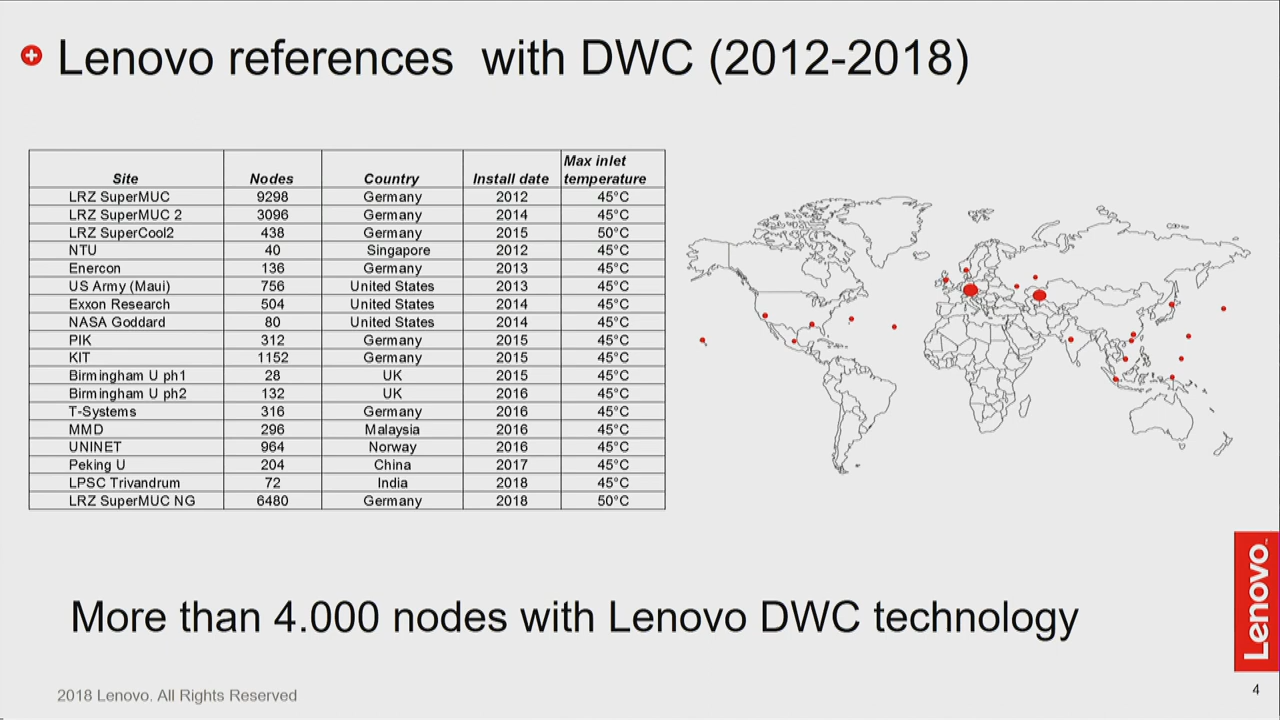 Lenovo references with DWC (2012-2018)
Site Nodes Country Install date Max inlet temperature
LRZ SuperMUC 9298 Germany 2012 45°C
LRZ SuperMUC 2 3096 Germany 2014 45°C
LRZ SuperCool2 438 Germany 2015 50°C
NTU 40 Singapore 2012 45°C
Enercon 136 Germany 2013 45°C
US Army (Maui) 756 United States 2013 45°C
Exxon Research 504 United States 2014 45°C
NASA Goddard 80 United States 2014 45°C
PIK 312 Germany 2015 45°C
KIT 1152 Germany 2015 45°C
Birmingham U ph1 28 UK 2015 45°C
Birmingham U ph2 132 UK 2016 45°C
T-Systems 316 Germany 2016 45°C
MMD 296 Malaysia 2016 45°C
UNINET 964 Norway 2016 45°C
Peking U 204 China 2017 45°C
LPSC Trivandrum 72 India 2018 45°C
LRZ SuperMUC NG 6480 Germany 2018 50°C
More than 4.000 nodes with Lenovo DWC technology
Lenovo
2018 Lenovo. All Rights Reserved
4